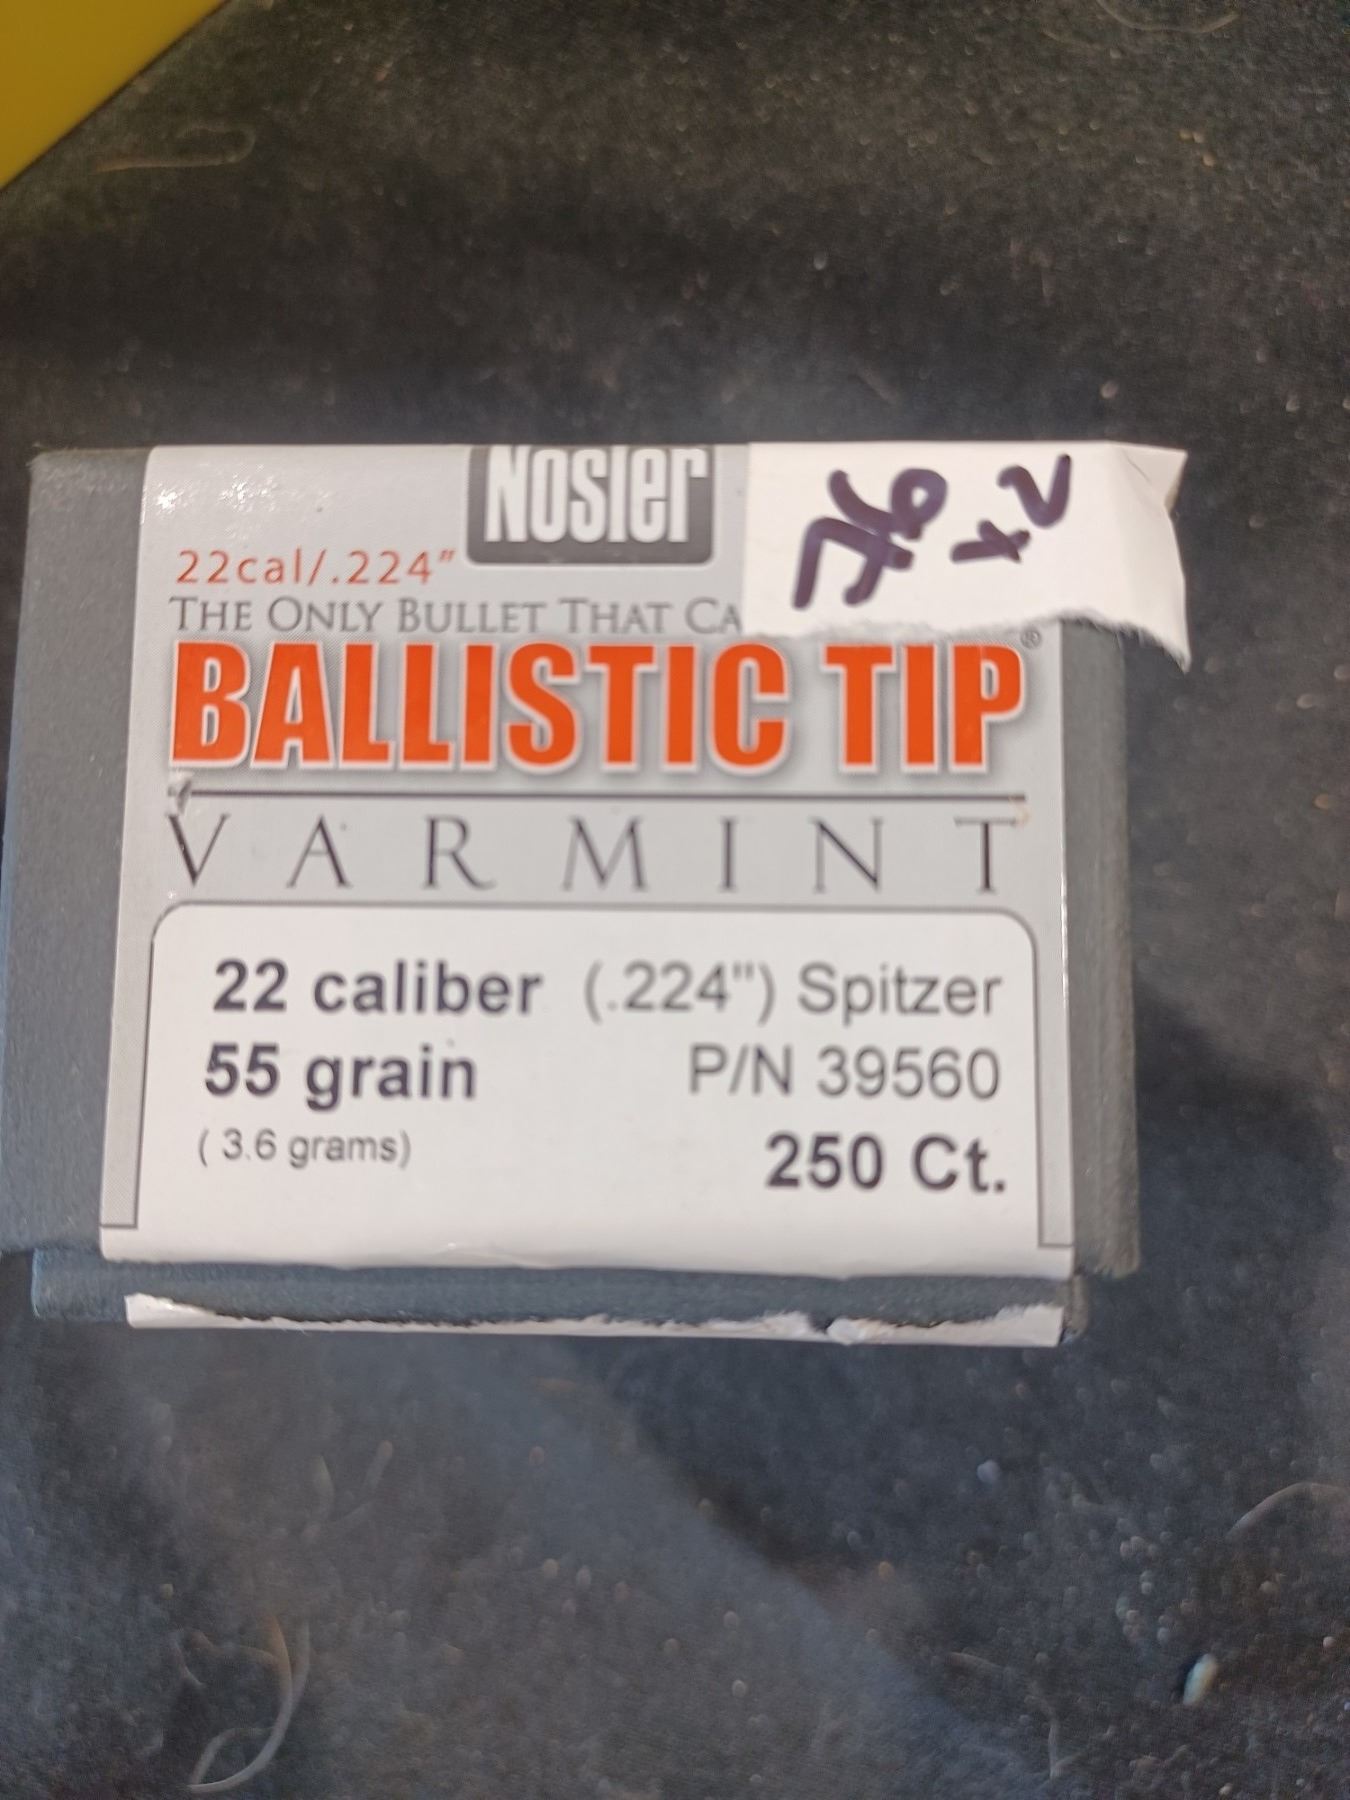 Nosler
22cal/.224"
THE ONLY BULLET THAT CA
BALLISTIC TIP®
VARMINT
22 caliber (.224") Spitzer
55 grain P/N 39560
(3.6 grams)
250 Ct.
x2